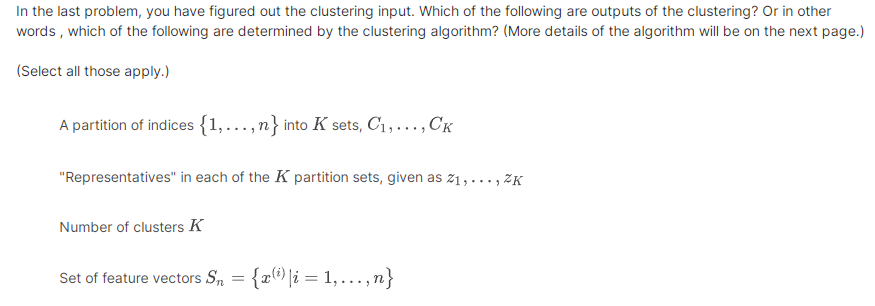 In the last problem, you have figured out the clustering input. Which of the following are outputs of the clustering? Or in other
words , which of the following are determined by the clustering algorithm? (More details of the algorithm will be on the next page.)
(Select all those apply.)
A partition of indices {1, . . . , n} into K sets, C₁, . . . , C_K
"Representatives" in each of the K partition sets, given as z₁, . . . , z_K
Number of clusters K
Set of feature vectors Sₙ = {x⁽ⁱ⁾|i = 1, . . . , n}